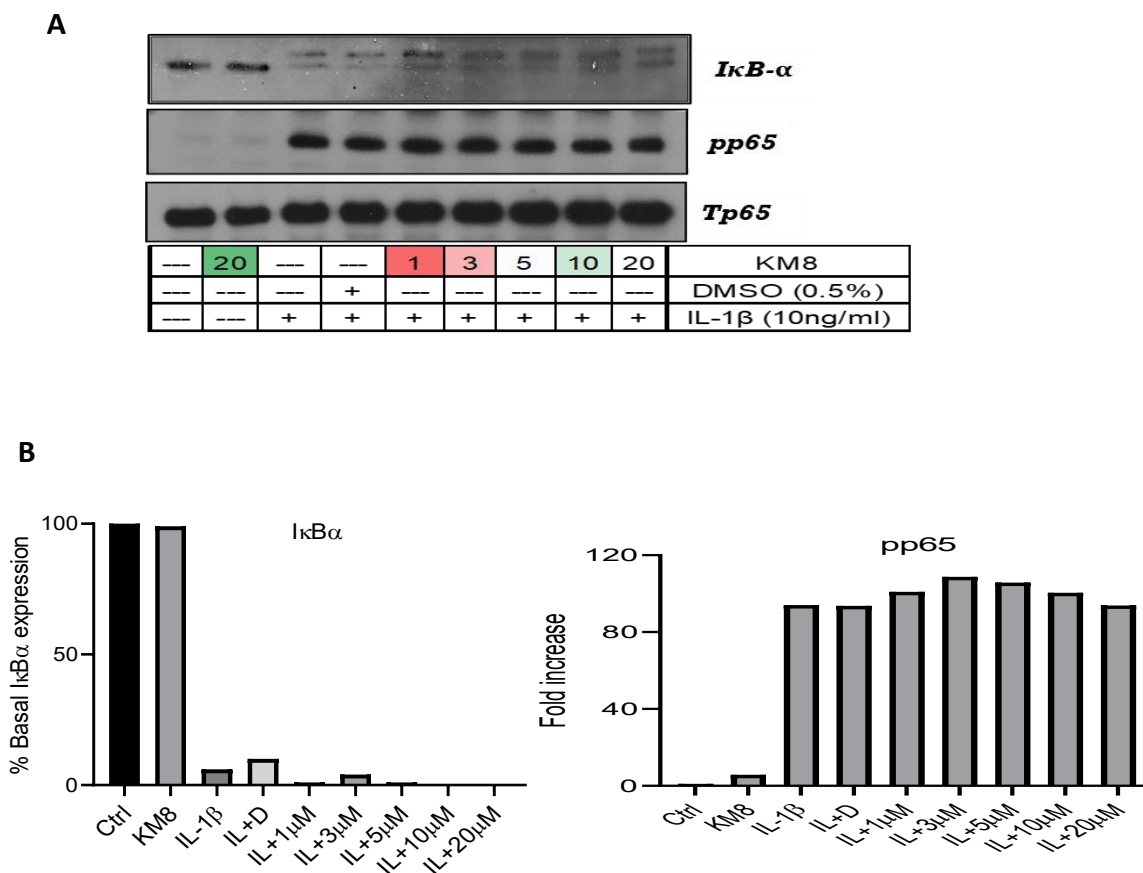 A
IκB-α
pp65
Tp65
--- 20 --- --- 1 3 5 10 20 KM8
--- --- --- + --- --- --- --- --- DMSO (0.5%)
--- --- + + + + + + + IL-1β (10ng/ml)
B
IκBα
% Basal IκBα expression
100
50
0
Ctrl
KM8
IL-1β
IL+D
IL+1μM
IL+3μM
IL+5μM
IL+10μM
IL+20μM
pp65
Fold increase
120
80
40
0
Ctrl
KM8
IL-1β
IL+D
IL+1μM
IL+3μM
IL+5μM
IL+10μM
IL+20μM